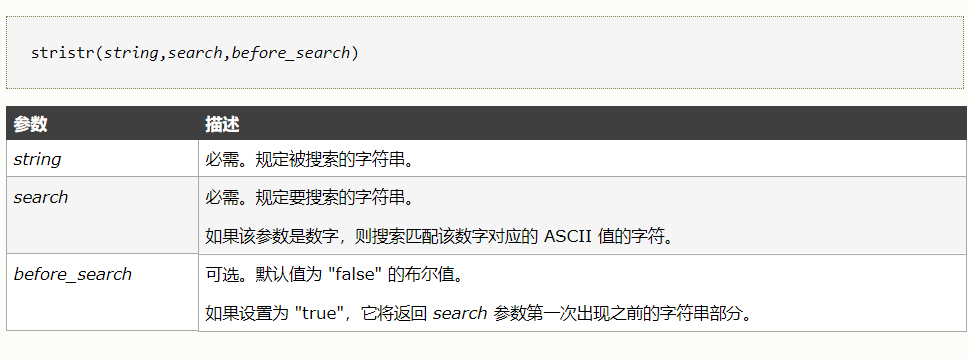 stristr(string,search,before_search)
参数 描述
string 必需。规定被搜索的字符串。
search 必需。规定要搜索的字符串。
如果该参数是数字，则搜索匹配该数字对应的 ASCII 值的字符。
before_search 可选。默认值为 "false" 的布尔值。
如果设置为 "true"，它将返回 search 参数第一次出现之前的字符串部分。